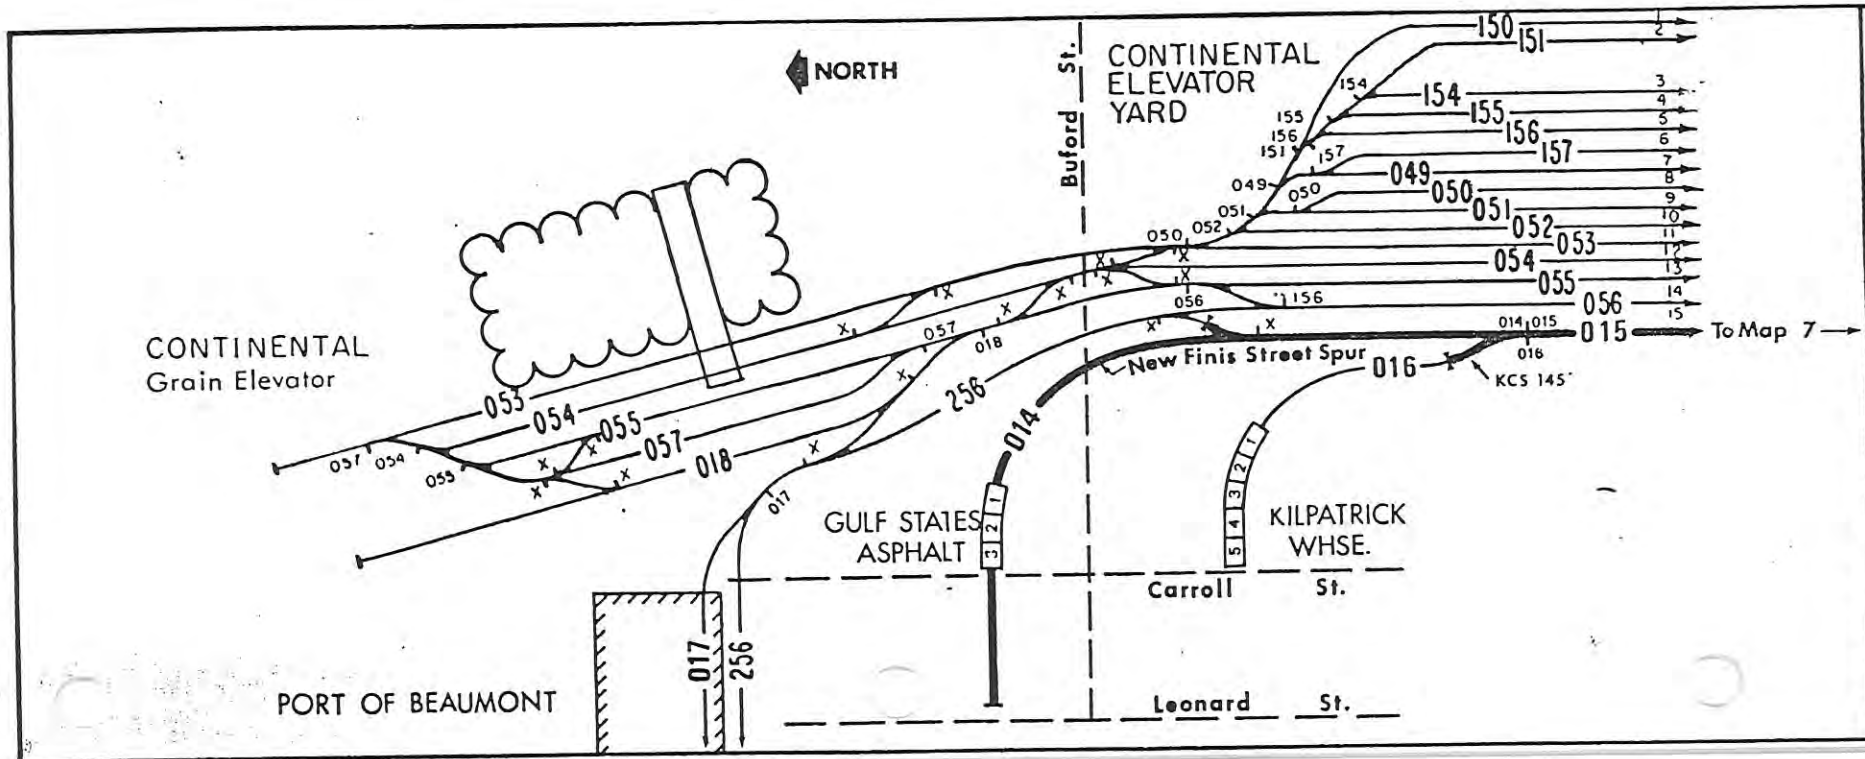 NORTH
Buford St.
CONTINENTAL
ELEVATOR
YARD
150
151
154
155
156
157
049
050
051
052
053
054
055
056
015
1
2
3
4
5
6
7
8
9
10
11
12
13
14
15
154
155
156
151
157
049
050
051
052
050
X
X
X
X
X
X
X
X
X
056
156
X
X
X
057
018
014
015
016
To Map 7
New Finis Street Spur
016
KCS 145
CONTINENTAL
Grain Elevator
053
054
055
057
018
256
014
057
054
055
X
X
X
X
X
X
X
017
GULF STATES
ASPHALT
1
2
3
KILPATRICK
WHSE.
1
2
3
4
5
Carroll St.
017
256
PORT OF BEAUMONT
Leonard St.